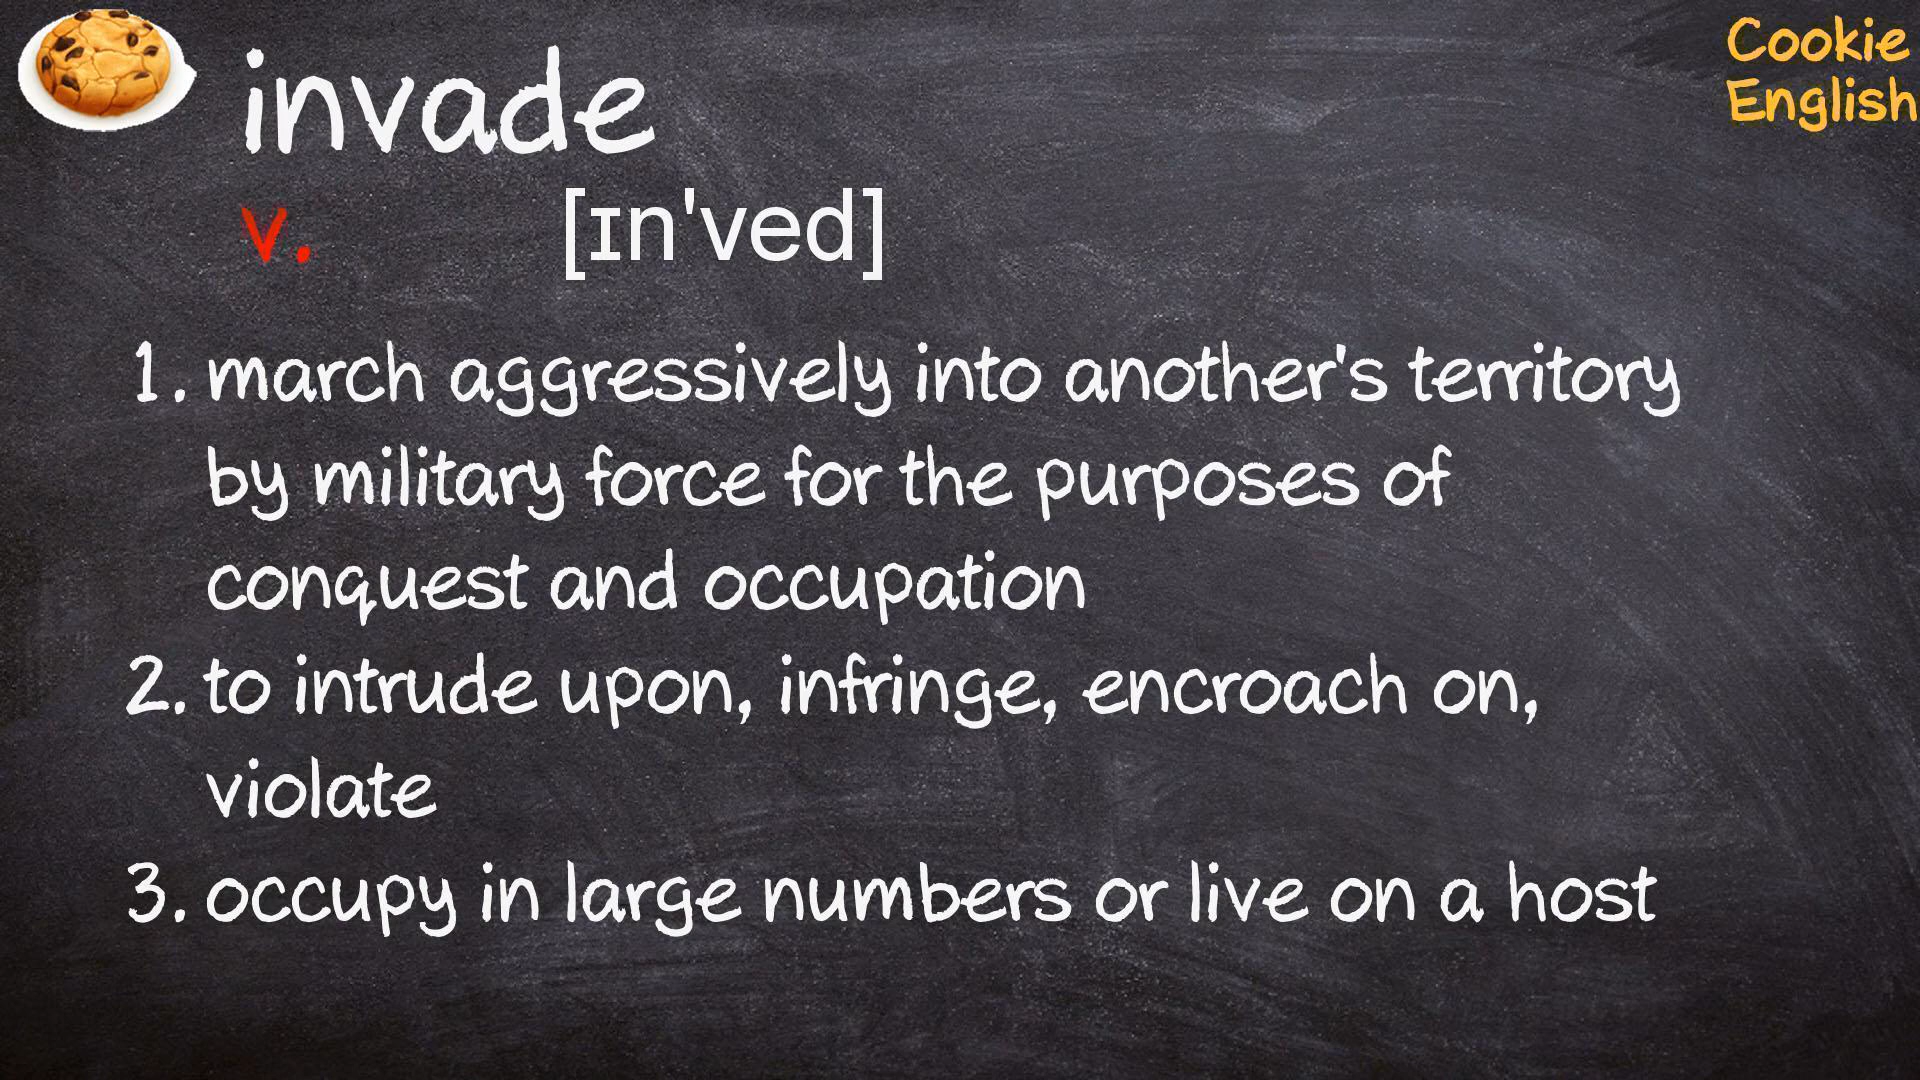 invade
Cookie
English
v. [ɪn'ved]
1. march aggressively into another's territory
by military force for the purposes of
conquest and occupation
2. to intrude upon, infringe, encroach on,
violate
3. occupy in large numbers or live on a host